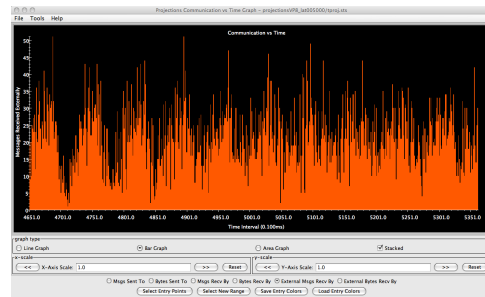 Projections Communication vs Time Graph – projectionsVP8_lat005000/tproj.sts
File Tools Help
Communication vs Time
Messages Received Externally
50
45
40
35
30
25
20
15
10
5
0
4651.0 4701.0 4751.0 4801.0 4851.0 4901.0 4951.0 5001.0 5051.0 5101.0 5151.0 5201.0 5251.0 5301.0 5351.0
Time Interval (0.100ms)
graph type
Line Graph Bar Graph Area Graph Stacked
x-scale y-scale
<< X-Axis Scale: 1.0 >> Reset << Y-Axis Scale: 1.0 >> Reset
Msgs Sent To Bytes Sent To Msgs Recv By Bytes Recv By External Msgs Recv By External Bytes Recv By
Select Entry Points Select New Range Save Entry Colors Load Entry Colors